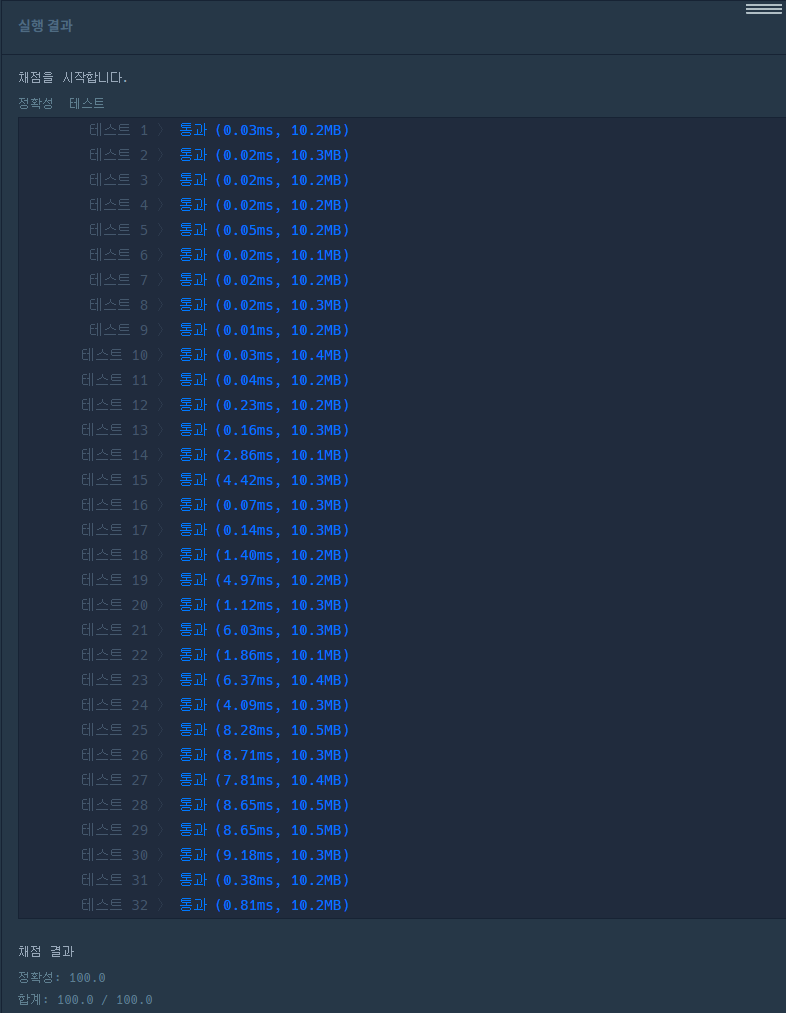 실행 결과
채점을 시작합니다.
정확성 테스트
테스트 1 〉 통과 (0.03ms, 10.2MB)
테스트 2 〉 통과 (0.02ms, 10.3MB)
테스트 3 〉 통과 (0.02ms, 10.2MB)
테스트 4 〉 통과 (0.02ms, 10.2MB)
테스트 5 〉 통과 (0.05ms, 10.2MB)
테스트 6 〉 통과 (0.02ms, 10.1MB)
테스트 7 〉 통과 (0.02ms, 10.2MB)
테스트 8 〉 통과 (0.02ms, 10.3MB)
테스트 9 〉 통과 (0.01ms, 10.2MB)
테스트 10 〉 통과 (0.03ms, 10.4MB)
테스트 11 〉 통과 (0.04ms, 10.2MB)
테스트 12 〉 통과 (0.23ms, 10.2MB)
테스트 13 〉 통과 (0.16ms, 10.3MB)
테스트 14 〉 통과 (2.86ms, 10.1MB)
테스트 15 〉 통과 (4.42ms, 10.3MB)
테스트 16 〉 통과 (0.07ms, 10.3MB)
테스트 17 〉 통과 (0.14ms, 10.3MB)
테스트 18 〉 통과 (1.40ms, 10.2MB)
테스트 19 〉 통과 (4.97ms, 10.2MB)
테스트 20 〉 통과 (1.12ms, 10.3MB)
테스트 21 〉 통과 (6.03ms, 10.3MB)
테스트 22 〉 통과 (1.86ms, 10.1MB)
테스트 23 〉 통과 (6.37ms, 10.4MB)
테스트 24 〉 통과 (4.09ms, 10.3MB)
테스트 25 〉 통과 (8.28ms, 10.5MB)
테스트 26 〉 통과 (8.71ms, 10.3MB)
테스트 27 〉 통과 (7.81ms, 10.4MB)
테스트 28 〉 통과 (8.65ms, 10.5MB)
테스트 29 〉 통과 (8.65ms, 10.5MB)
테스트 30 〉 통과 (9.18ms, 10.3MB)
테스트 31 〉 통과 (0.38ms, 10.2MB)
테스트 32 〉 통과 (0.81ms, 10.2MB)
채점 결과
정확성: 100.0
합계: 100.0 / 100.0